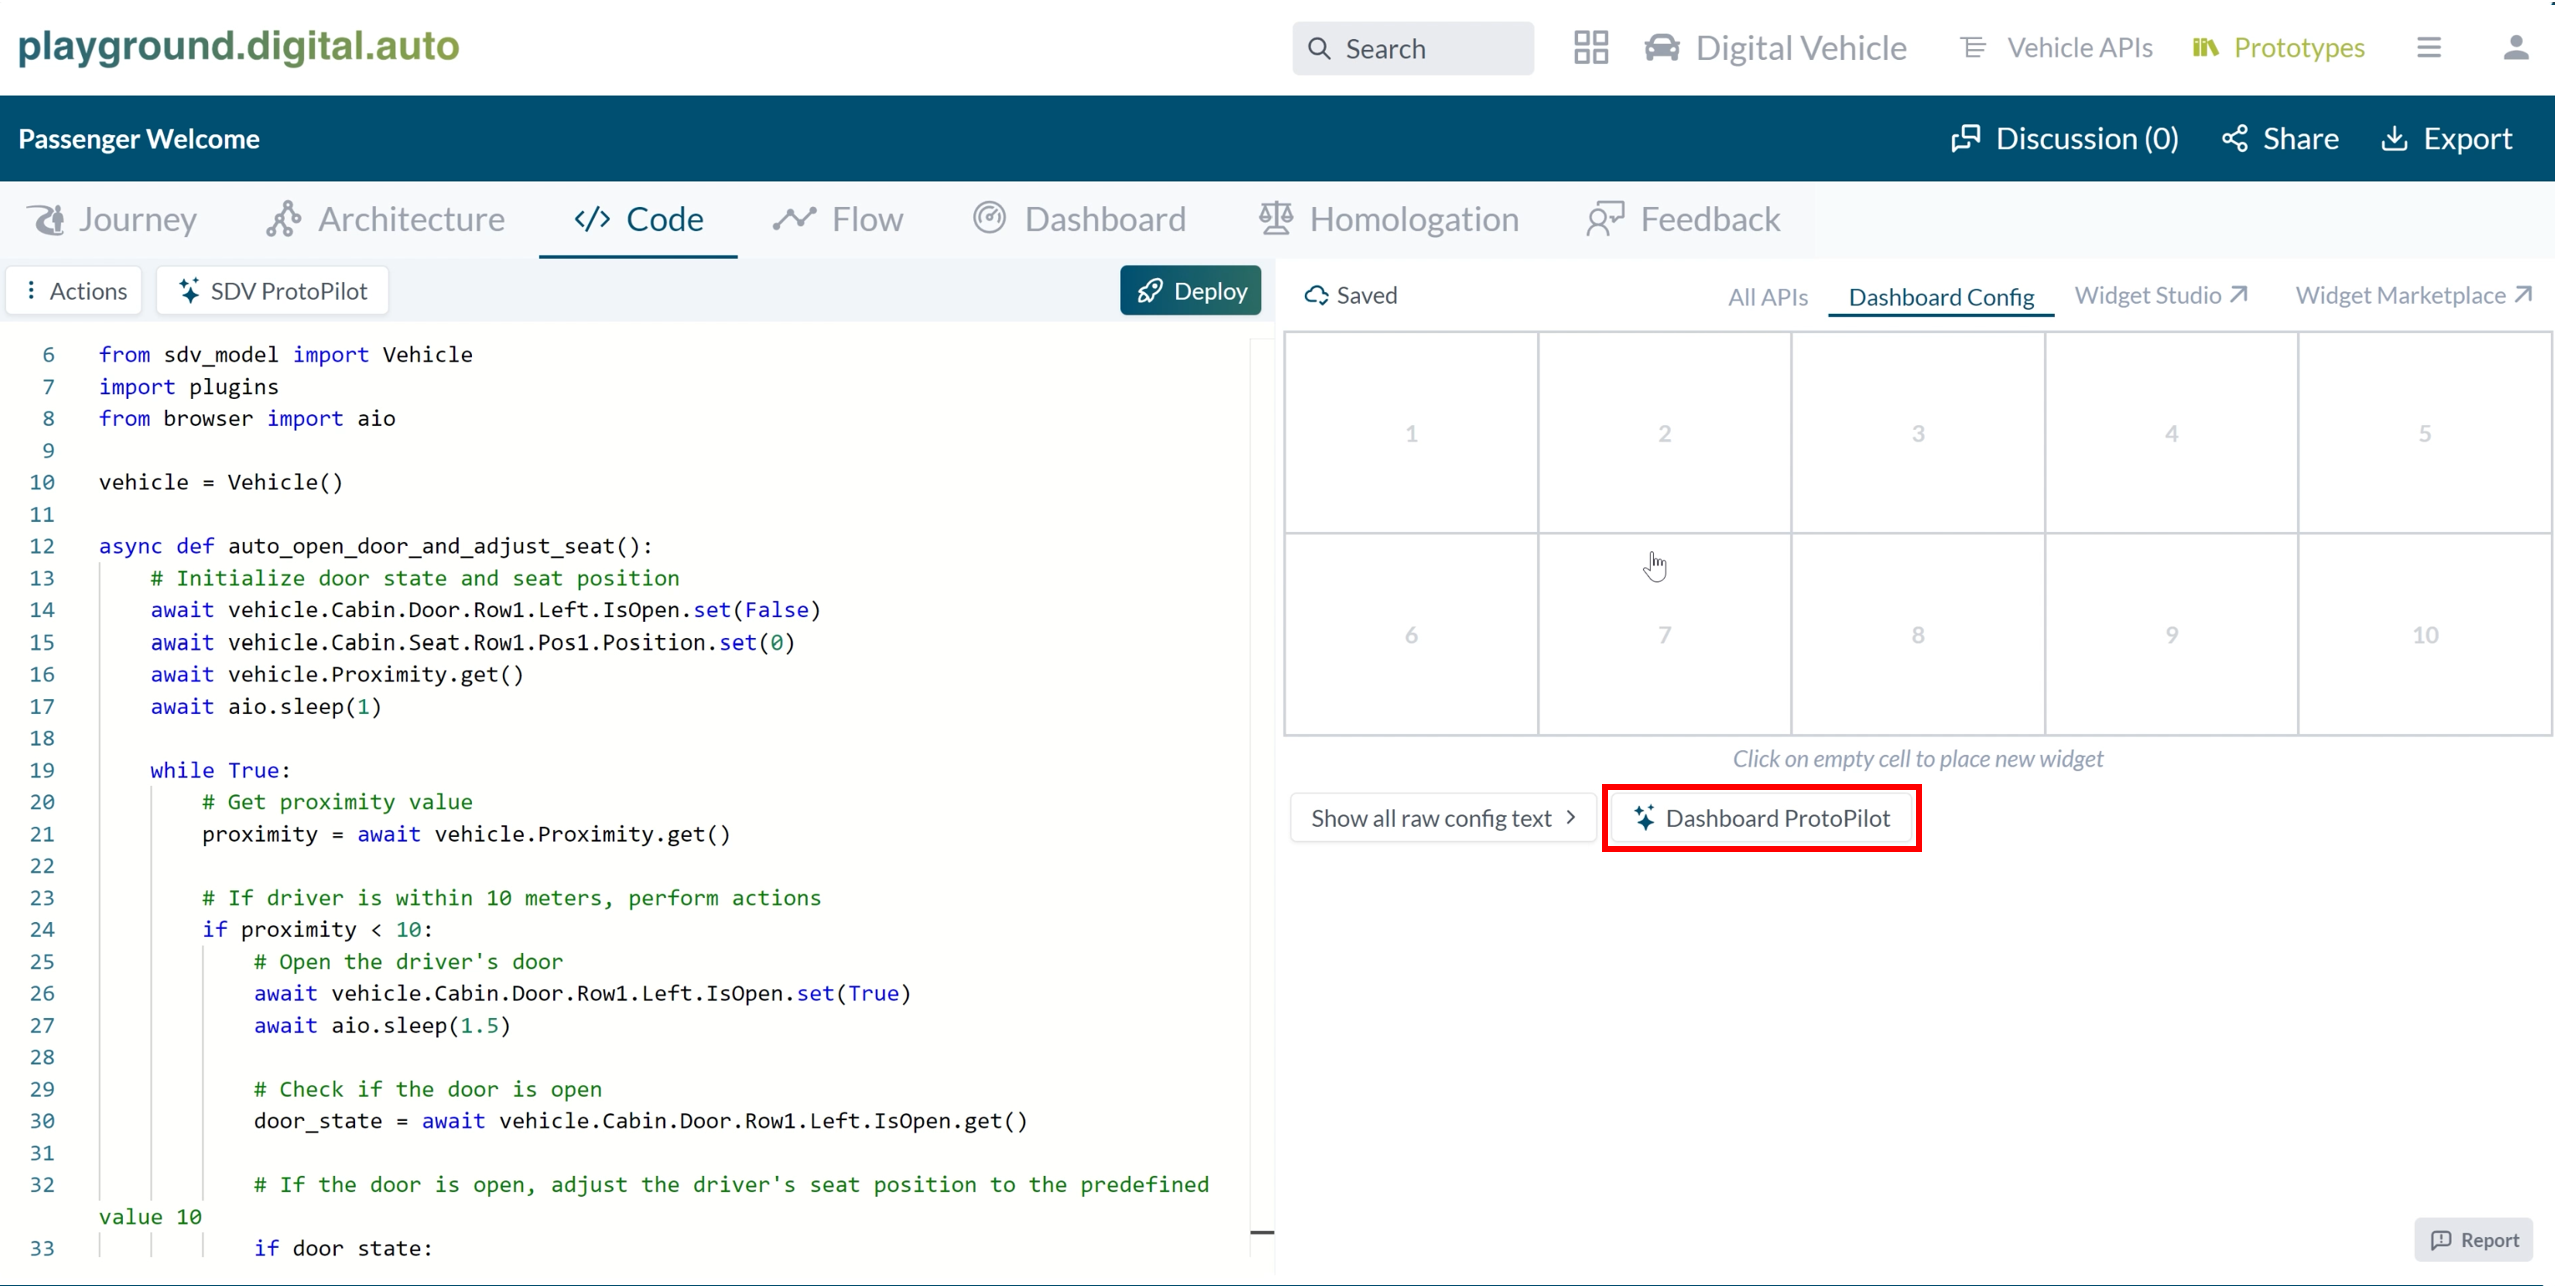 playground.digital.auto
Search
Digital Vehicle
Vehicle APIs
Prototypes
Passenger Welcome
Discussion (0)
Share
Export
Journey
Architecture
</> Code
Flow
Dashboard
Homologation
Feedback
Actions
SDV ProtoPilot
Deploy
Saved
All APIs
Dashboard Config
Widget Studio
Widget Marketplace
6 from sdv_model import Vehicle
7 import plugins
8 from browser import aio
9
10 vehicle = Vehicle()
11
12 async def auto_open_door_and_adjust_seat():
13 # Initialize door state and seat position
14 await vehicle.Cabin.Door.Row1.Left.IsOpen.set(False)
15 await vehicle.Cabin.Seat.Row1.Pos1.Position.set(0)
16 await vehicle.Proximity.get()
17 await aio.sleep(1)
18
19 while True:
20 # Get proximity value
21 proximity = await vehicle.Proximity.get()
22
23 # If driver is within 10 meters, perform actions
24 if proximity < 10:
25 # Open the driver's door
26 await vehicle.Cabin.Door.Row1.Left.IsOpen.set(True)
27 await aio.sleep(1.5)
28
29 # Check if the door is open
30 door_state = await vehicle.Cabin.Door.Row1.Left.IsOpen.get()
31
32 # If the door is open, adjust the driver's seat position to the predefined
value 10
33 if door state:
1
2
3
4
5
6
7
8
9
10
Click on empty cell to place new widget
Show all raw config text >
Dashboard ProtoPilot
Report